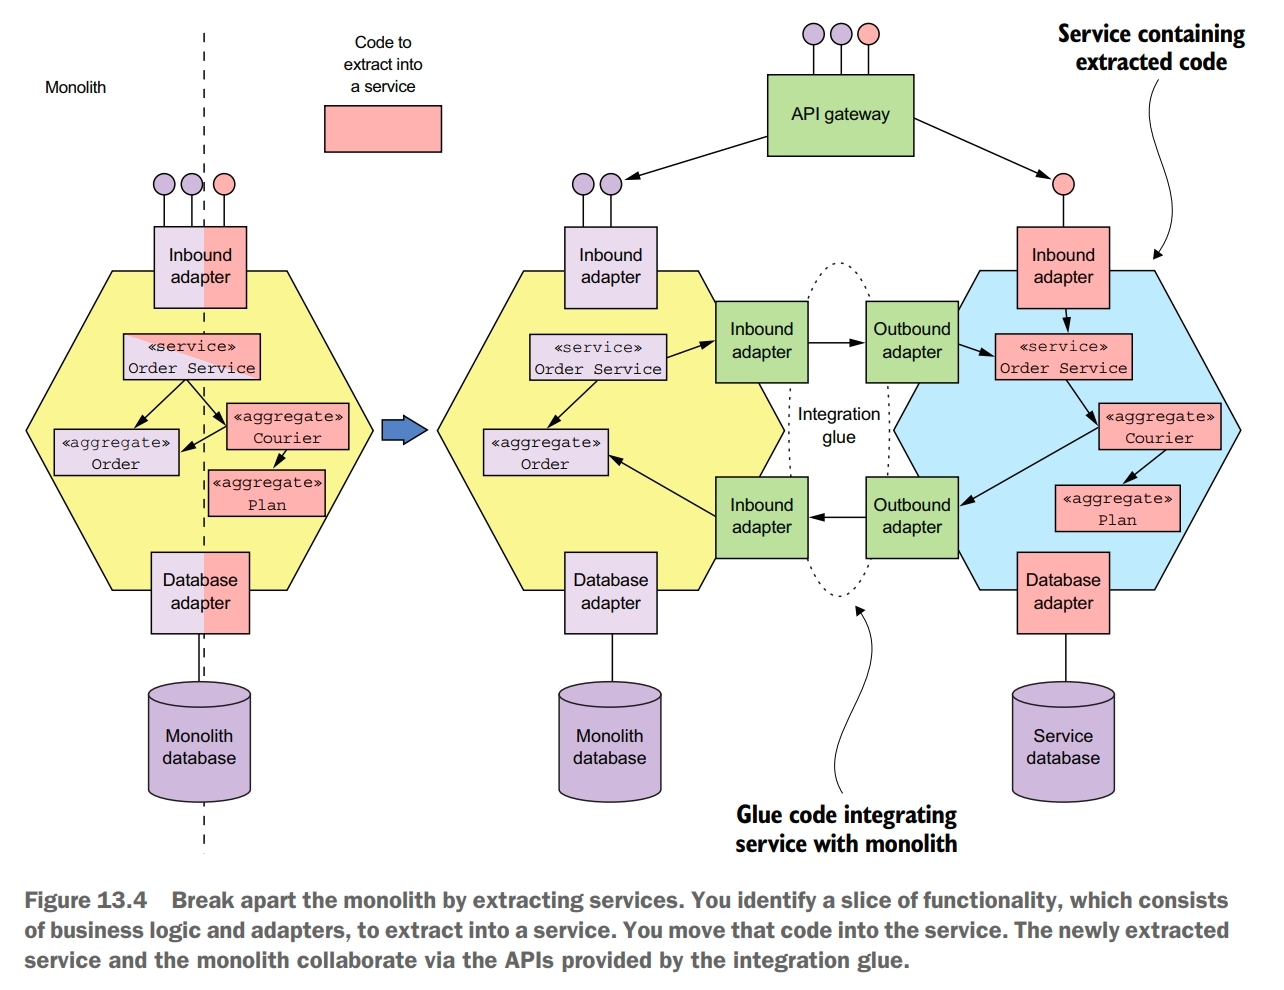 Monolith
Code to
extract into
a service
Inbound
adapter
«service»
Order Service
«aggregate»
Order
«aggregate»
Courier
«aggregate»
Plan
Database
adapter
Monolith
database
API gateway
Inbound
adapter
«service»
Order Service
«aggregate»
Order
Database
adapter
Monolith
database
Inbound
adapter
Outbound
adapter
Integration
glue
Inbound
adapter
Outbound
adapter
Glue code integrating
service with monolith
Service containing
extracted code
Inbound
adapter
«service»
Order Service
«aggregate»
Courier
«aggregate»
Plan
Database
adapter
Service
database
Figure 13.4 Break apart the monolith by extracting services. You identify a slice of functionality, which consists
of business logic and adapters, to extract into a service. You move that code into the service. The newly extracted
service and the monolith collaborate via the APIs provided by the integration glue.